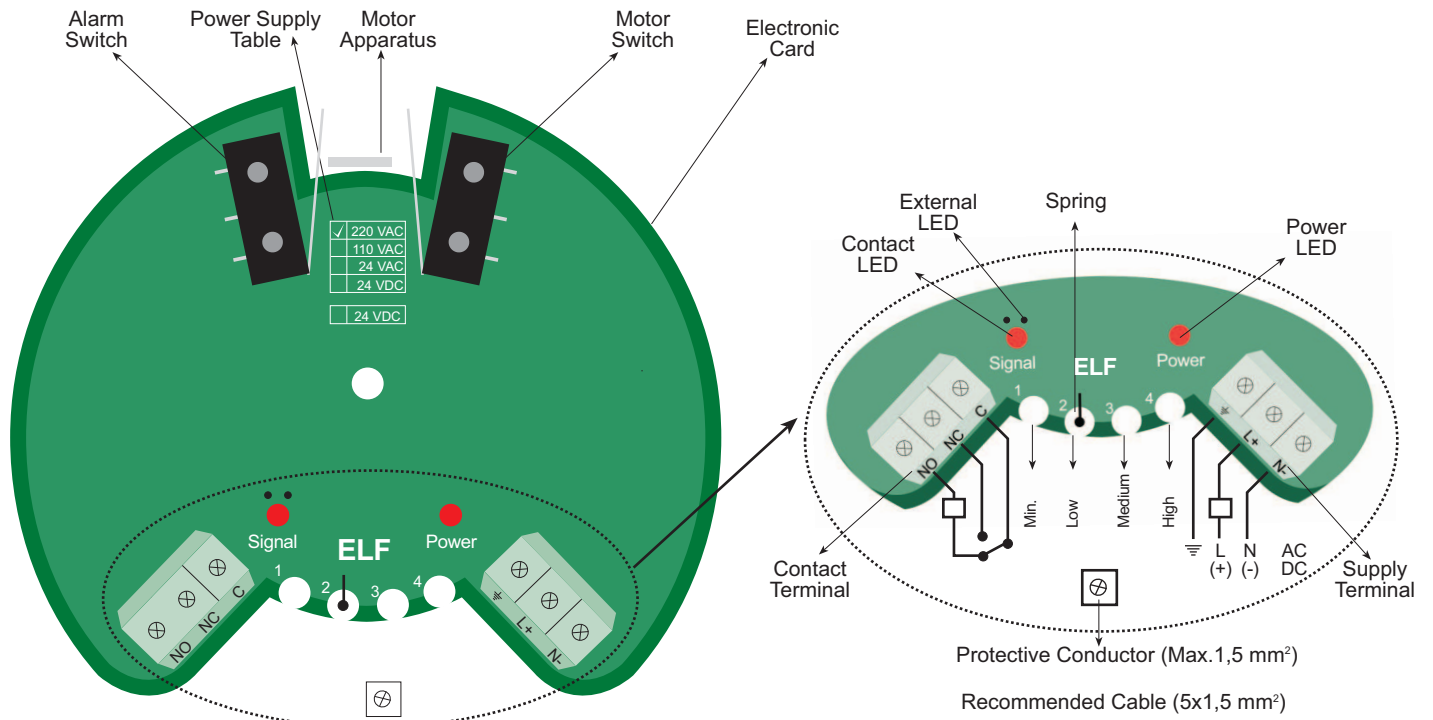 Alarm
Switch
Power Supply
Table
Motor
Apparatus
Motor
Switch
Electronic
Card
✓ 220 VAC
110 VAC
24 VAC
24 VDC
24 VDC
Signal
ELF
Power
1
2
3
4
NO
NC
C
L+
N-
External
LED
Spring
Contact
LED
Power
LED
Signal
ELF
Power
1
2
3
4
C
NC
NO
L+
N-
Min.
Low
Medium
High
L
(+)
N
(-)
AC
DC
Contact
Terminal
Supply
Terminal
Protective Conductor (Max.1,5 mm²)
Recommended Cable (5x1,5 mm²)